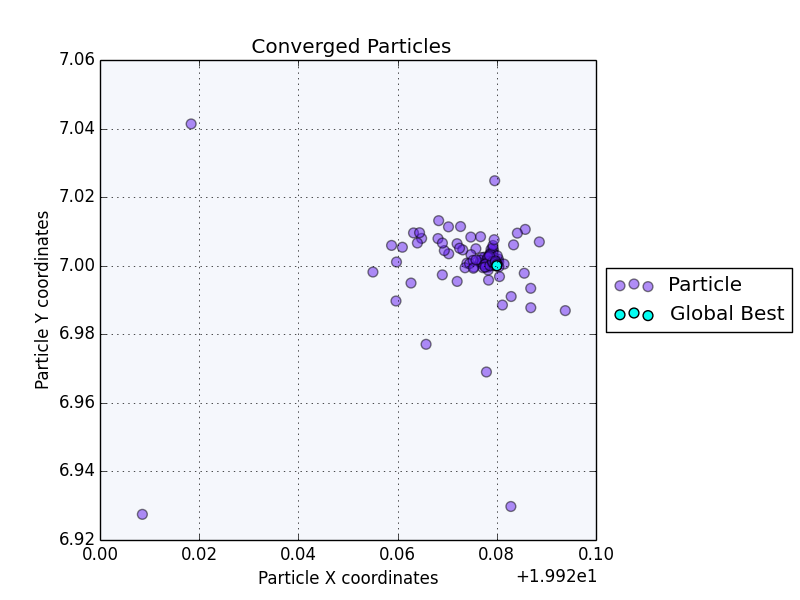 Converged Particles
7.06
7.04
7.02
7.00
6.98
6.96
6.94
6.92
Particle Y coordinates
0.00 0.02 0.04 0.06 0.08 0.10
+1.992e1
Particle X coordinates
Particle
Global Best